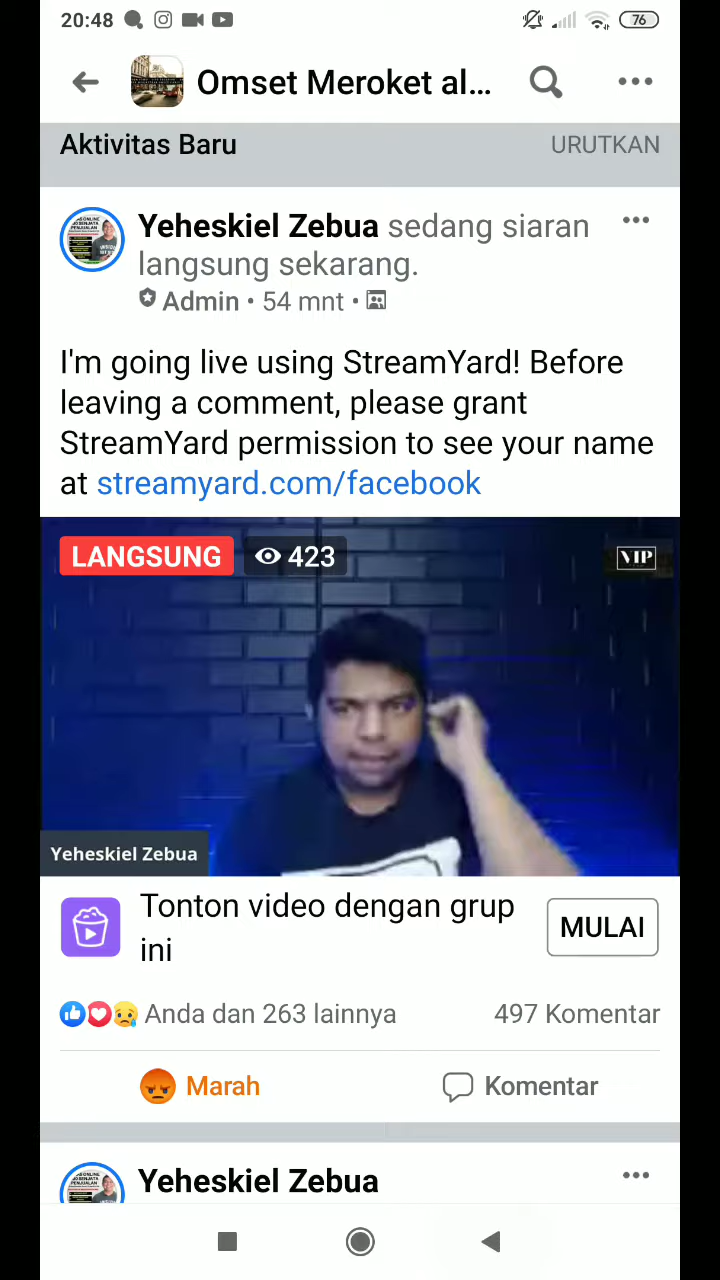 20:48
76
Omset Meroket al...
Aktivitas Baru
URUTKAN
Yeheskiel Zebua sedang siaran
langsung sekarang.
Admin • 54 mnt •
I'm going live using StreamYard! Before
leaving a comment, please grant
StreamYard permission to see your name
at streamyard.com/facebook
LANGSUNG
423
VIP
Yeheskiel Zebua
Tonton video dengan grup
ini
MULAI
Anda dan 263 lainnya
497 Komentar
Marah
Komentar
Yeheskiel Zebua